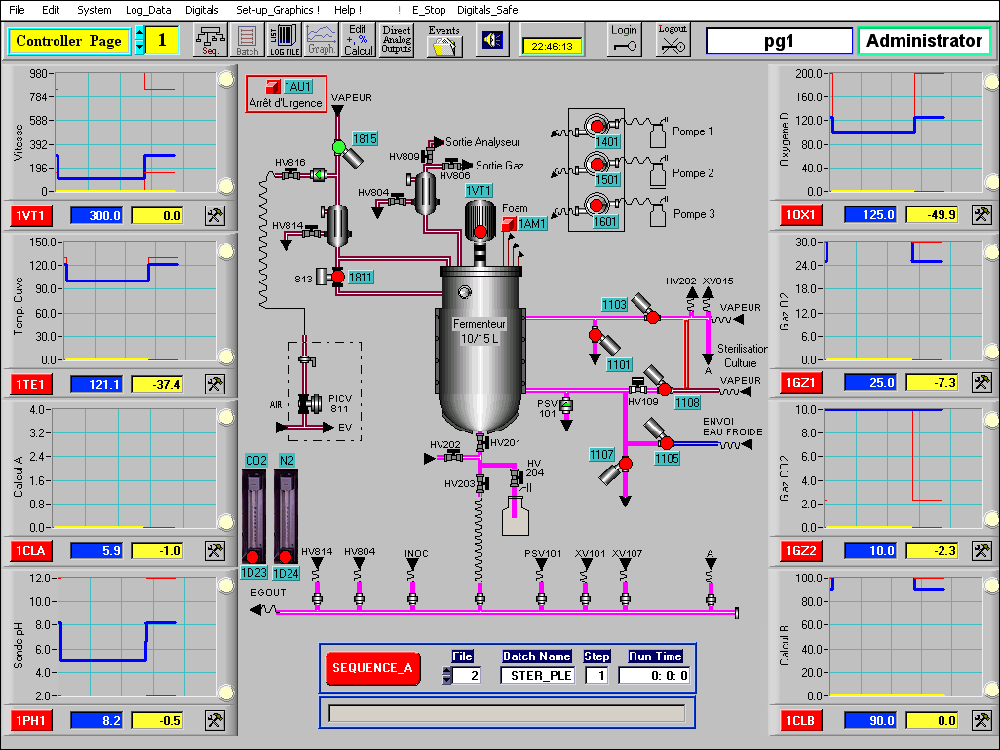 File Edit System Log_Data Digitals Set-up_Graphics ! Help ! ! E_Stop Digitals_Safe
Controller Page 1 Seq. Batch LIST LOG FILE Graph. Edit +, % Calcul Direct Analog Outputs Events 22:46:13 Login Logout pg1 Administrator
Vitesse
980
784
588
392
196
0
1VT1 300.0 0.0
Temp. Cuve
150.0
120.0
90.0
60.0
30.0
0.0
1TE1 121.1 -37.4
Calcul A
4.0
3.2
2.4
1.6
0.8
0.0
1CLA 5.9 -1.0
Sonde pH
12.0
10.0
8.0
6.0
4.0
2.0
1PH1 8.2 -0.5
1AU1
Arrêt d'Urgence
VAPEUR
1815
HV816
HV814
813
1811
HV809
Sortie Analyseur
Sortie Gaz
HV806
HV804
1VT1
Foam
1AM1
1401
Pompe 1
1501
Pompe 2
1601
Pompe 3
Fermenteur
10/15 L
HV202 XV815
1103
VAPEUR
1101
Sterilisation
Culture
A
VAPEUR
1108
HV109
PSV
101
ENVOI
EAU FROIDE
1105
1107
AIR
PICV
811
EV
HV201
HV202
HV203
HV
204
CO2 N2
1D23 1D24
HV814 HV804 INOC PSV101 XV101 XV107 A
EGOUT
SEQUENCE_A
File Batch Name Step Run Time
2 STER_PLE 1 0: 0: 0
Oxygene D.
200.0
160.0
120.0
80.0
40.0
0.0
1OX1 125.0 -49.9
Gaz O2
30.0
24.0
18.0
12.0
6.0
0.0
1GZ1 25.0 -7.3
Gaz CO2
10.0
8.0
6.0
4.0
2.0
0.0
1GZ2 10.0 -2.3
Calcul B
100.0
80.0
60.0
40.0
20.0
0.0
1CLB 90.0 0.0